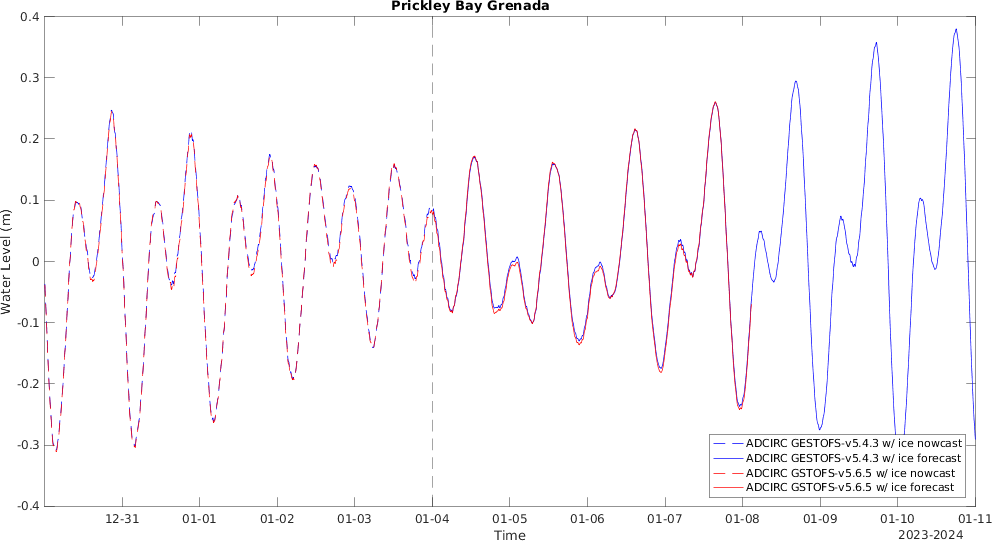 Prickley Bay Grenada
0.4
0.3
0.2
0.1
0
-0.1
-0.2
-0.3
-0.4
Water Level (m)
ADCIRC GESTOFS-v5.4.3 w/ ice nowcast
ADCIRC GESTOFS-v5.4.3 w/ ice forecast
ADCIRC GSTOFS-v5.6.5 w/ ice nowcast
ADCIRC GSTOFS-v5.6.5 w/ ice forecast
12-31 01-01 01-02 01-03 01-04 01-05 01-06 01-07 01-08 01-09 01-10 01-11
Time
2023-2024